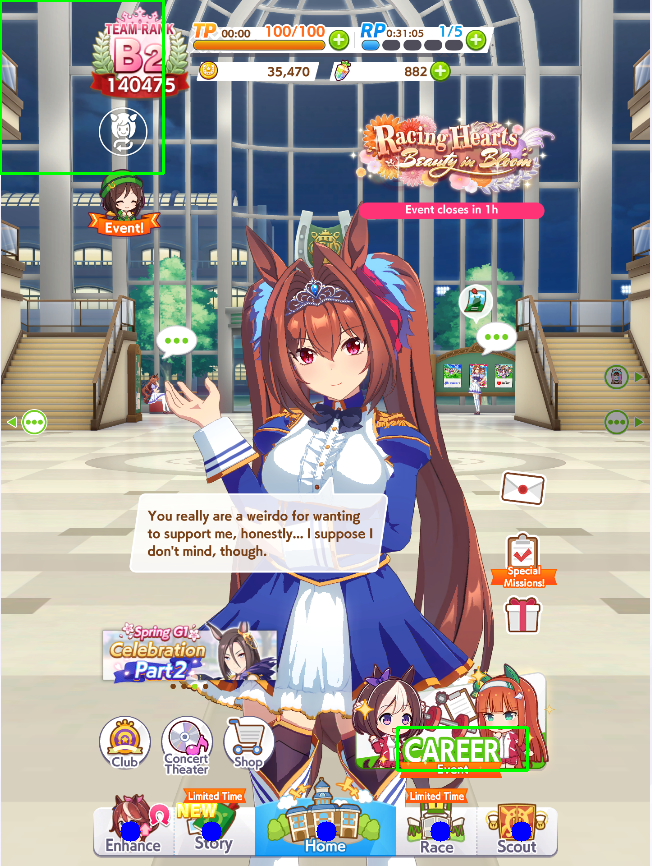 TEAM RANK
B2
140475
TP 00:00 100/100
RP 0:31:05 1/5
35,470
882
Racing Hearts
Beauty in Bloom
Event closes in 1h
Event!
You really are a weirdo for wanting
to support me, honestly... I suppose I
don't mind, though.
Special
Missions!
Spring G1
Celebration
Part2
CAREER
Event
Club
Concert
Theater
Shop
Limited Time
Limited Time
NEW
Enhance
Story
Home
Race
Scout